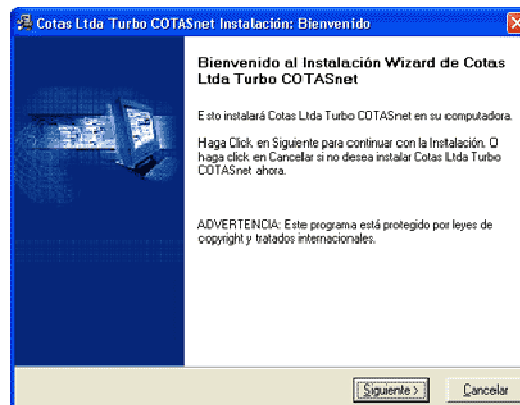 Cotas Ltda Turbo COTASnet Instalación: Bienvenido
Bienvenido al Instalación Wizard de Cotas
Ltda Turbo COTASnet
Esto instalará Cotas Ltda Turbo COTASnet en su computadora.
Haga Click en Siguiente para continuar con la Instalación. O
haga click en Cancelar si no desea instalar Cotas Ltda Turbo
COTASnet ahora.
ADVERTENCIA: Este programa está protegido por leyes de
copyright y tratados internacionales.
Siguiente >
Cancelar